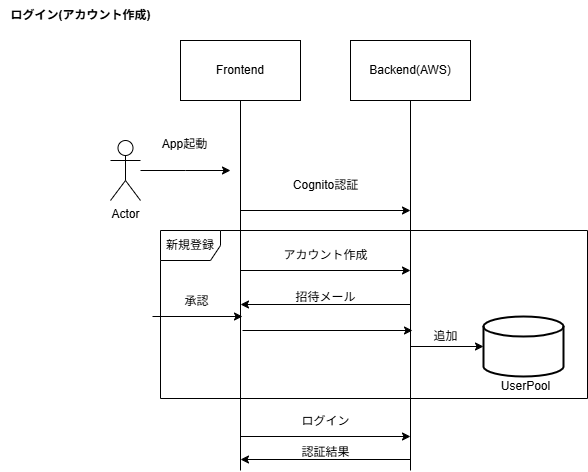 ログイン(アカウント作成)
Frontend
Backend(AWS)
App起動
Actor
Cognito認証
新規登録
アカウント作成
招待メール
承認
追加
UserPool
ログイン
認証結果